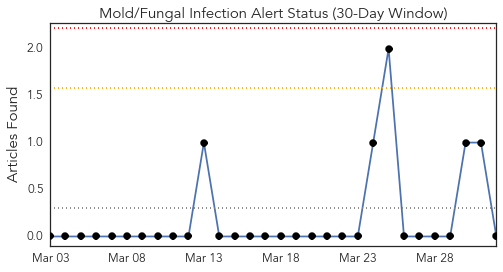 Mold/Fungal Infection Alert Status (30-Day Window)
Articles Found
2.0
1.5
1.0
0.5
0.0
Mar 03 Mar 08 Mar 13 Mar 18 Mar 23 Mar 28